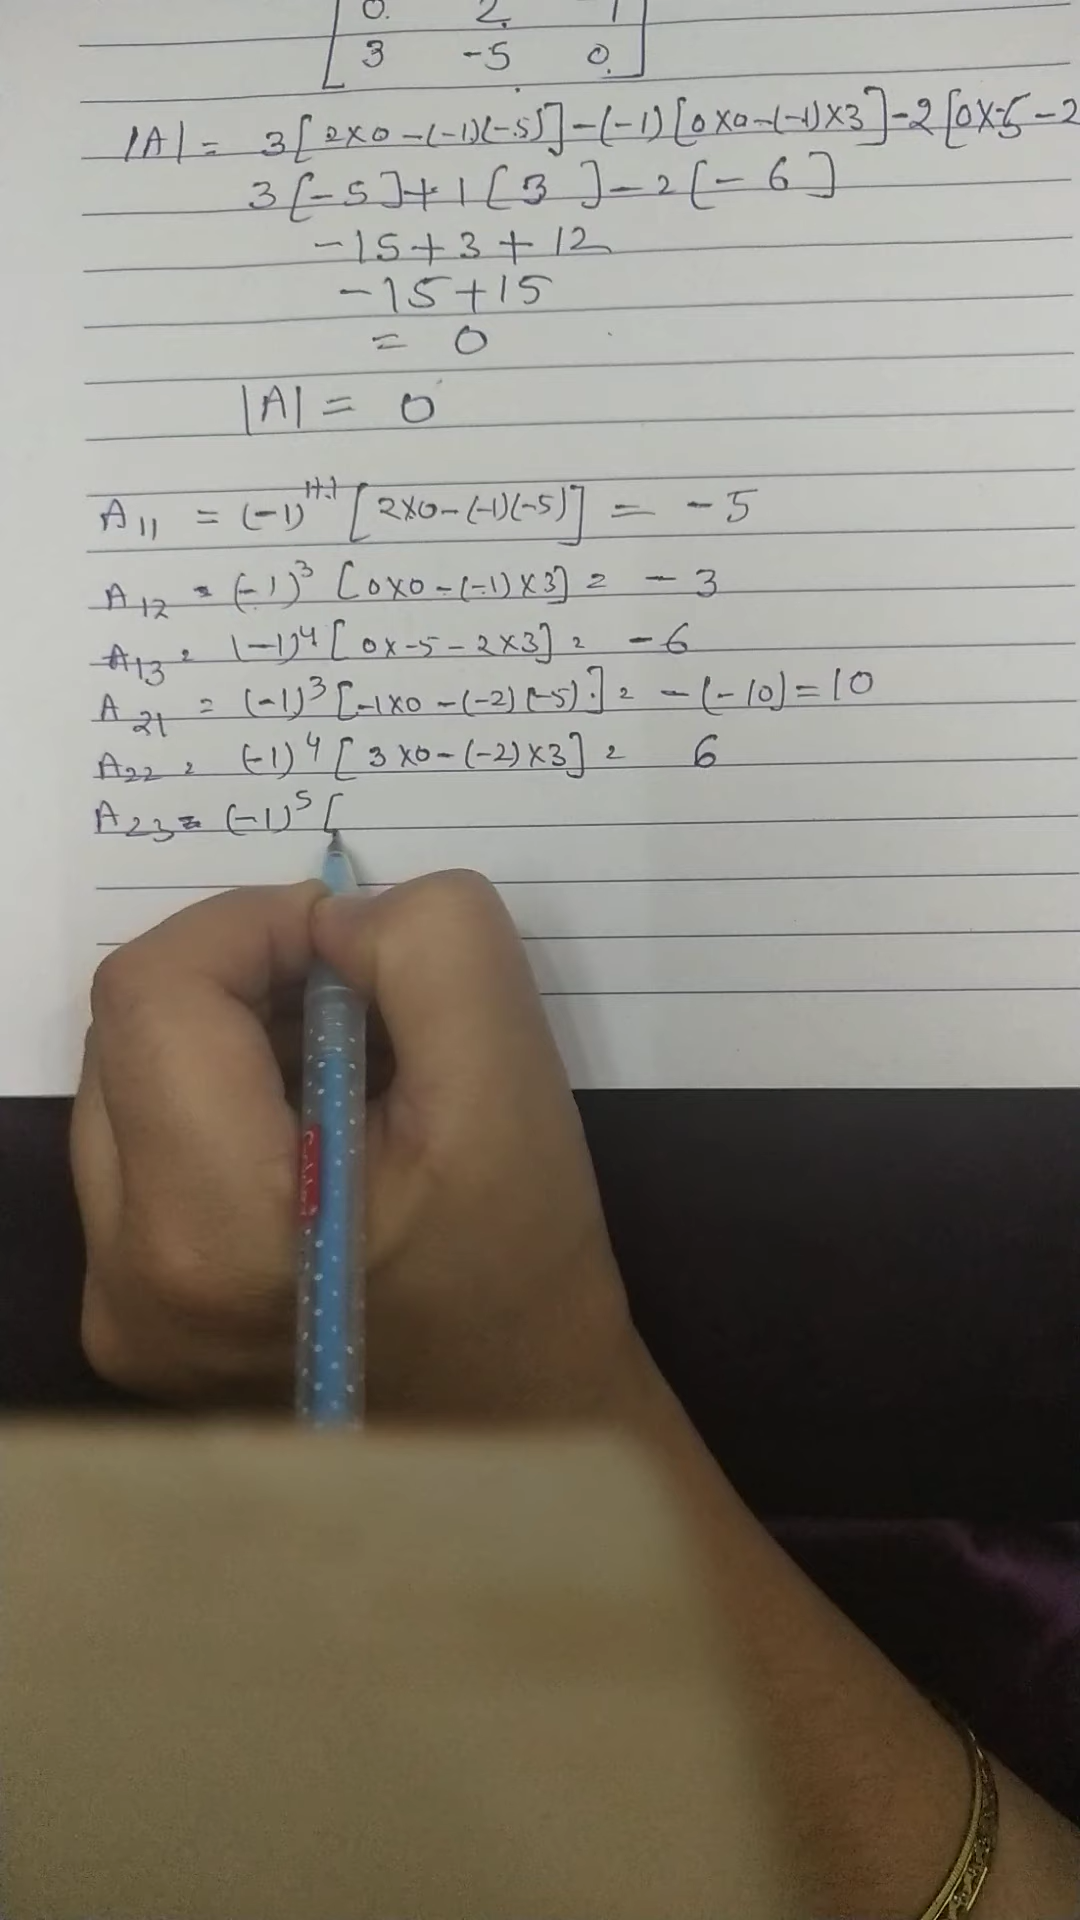 0. 2. -1
3 -5 0.
|A| = 3[2×0-(-1)(-5)]-(-1)[0×0-(-1)×3]-2[0×-5-2
3[-5]+1[3]-2[-6]
-15+3+12
-15+15
= 0
|A| = 0
A11 = (-1)^1+1 [2×0-(-1)(-5)] = -5
A12 = (-1)^3 [0×0-(-1)×3] = -3
A13 = (-1)^4 [0×-5-2×3] = -6
A21 = (-1)^3 [-1×0-(-2)(-5).] = -(-10) = 10
A22 = (-1)^4 [3×0-(-2)×3] = 6
A23 = (-1)^5 [